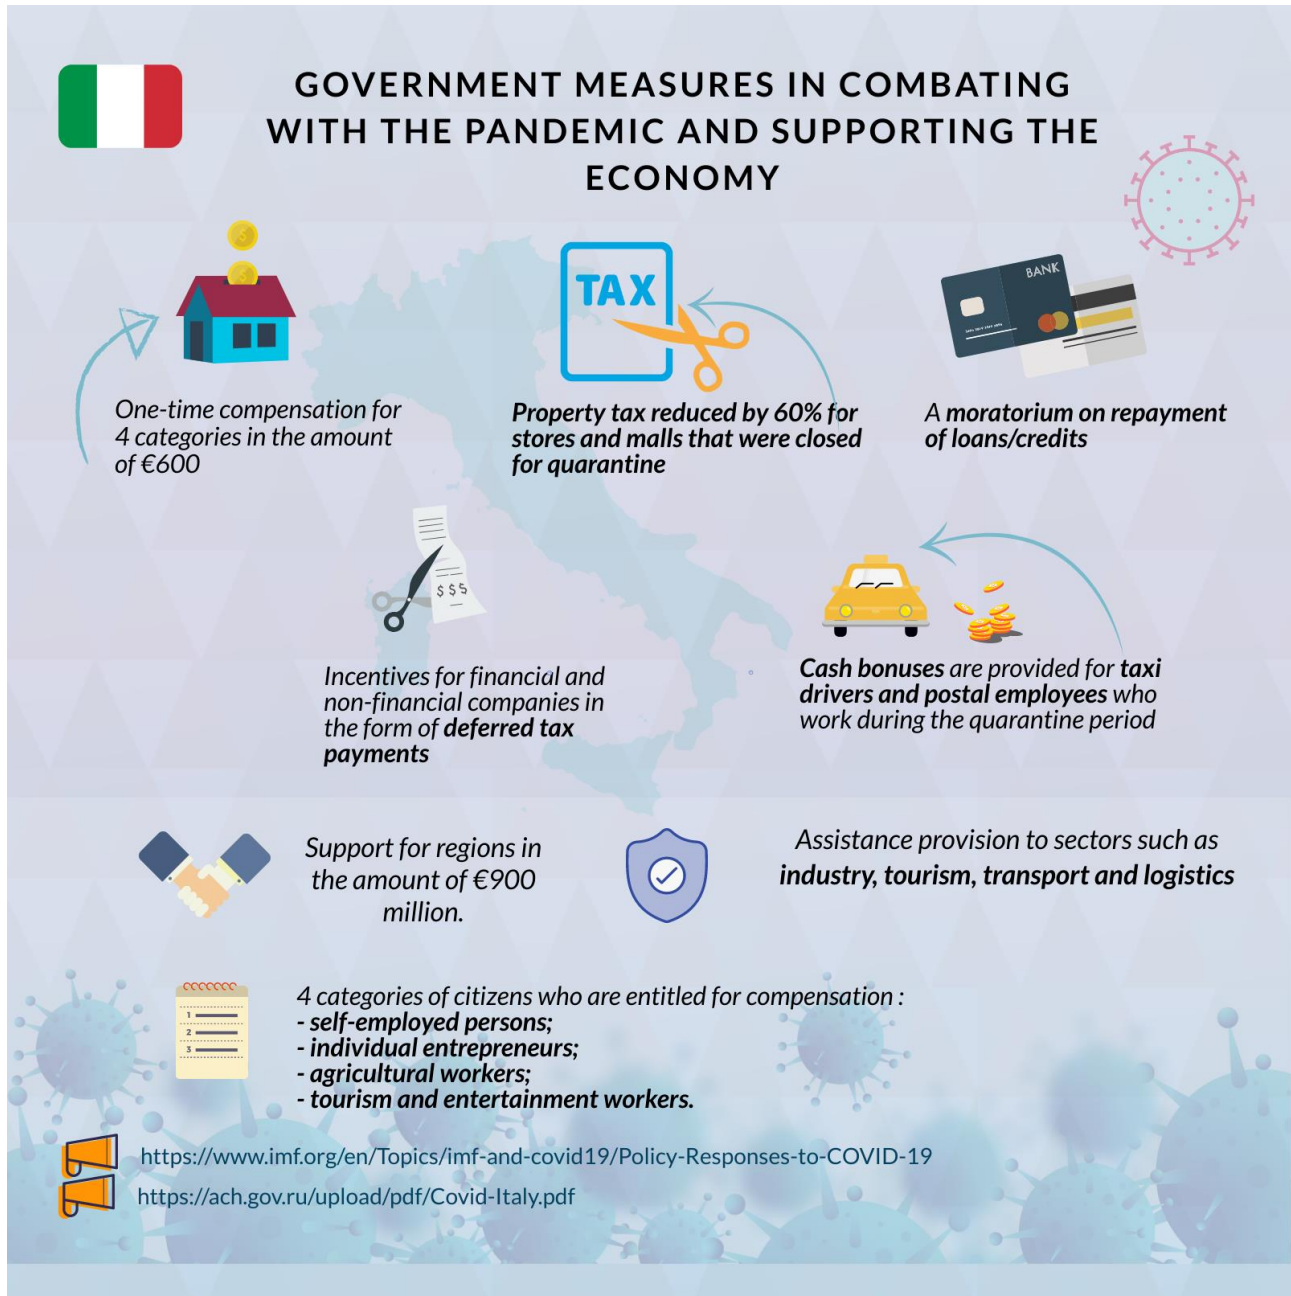 GOVERNMENT MEASURES IN COMBATING
WITH THE PANDEMIC AND SUPPORTING THE
ECONOMY
TAX
BANK
One-time compensation for
4 categories in the amount
of €600
Property tax reduced by 60% for
stores and malls that were closed
for quarantine
A moratorium on repayment
of loans/credits
$$$
Incentives for financial and
non-financial companies in
the form of deferred tax
payments
Cash bonuses are provided for taxi
drivers and postal employees who
work during the quarantine period
Support for regions in
the amount of €900
million.
Assistance provision to sectors such as
industry, tourism, transport and logistics
1
2
3
4 categories of citizens who are entitled for compensation :
- self-employed persons;
- individual entrepreneurs;
- agricultural workers;
- tourism and entertainment workers.
https://www.imf.org/en/Topics/imf-and-covid19/Policy-Responses-to-COVID-19
https://ach.gov.ru/upload/pdf/Covid-Italy.pdf